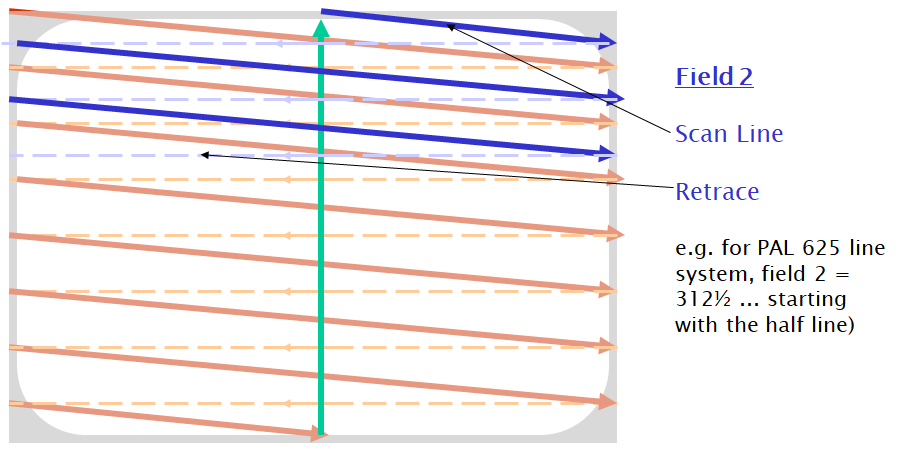 Field 2
Scan Line
Retrace
e.g. for PAL 625 line
system, field 2 =
312½ ... starting
with the half line)